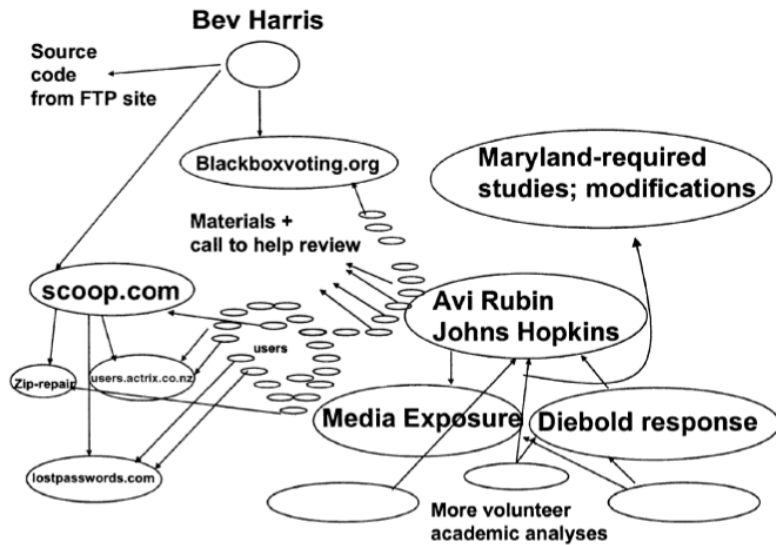 Bev Harris
Source
code
from FTP site
Blackboxvoting.org
Maryland-required
studies; modifications
Materials +
call to help review
scoop.com
Avi Rubin
Johns Hopkins
users
Zip-repair
users.actrix.co.nz
Media Exposure
Diebold response
lostpasswords.com
More volunteer
academic analyses